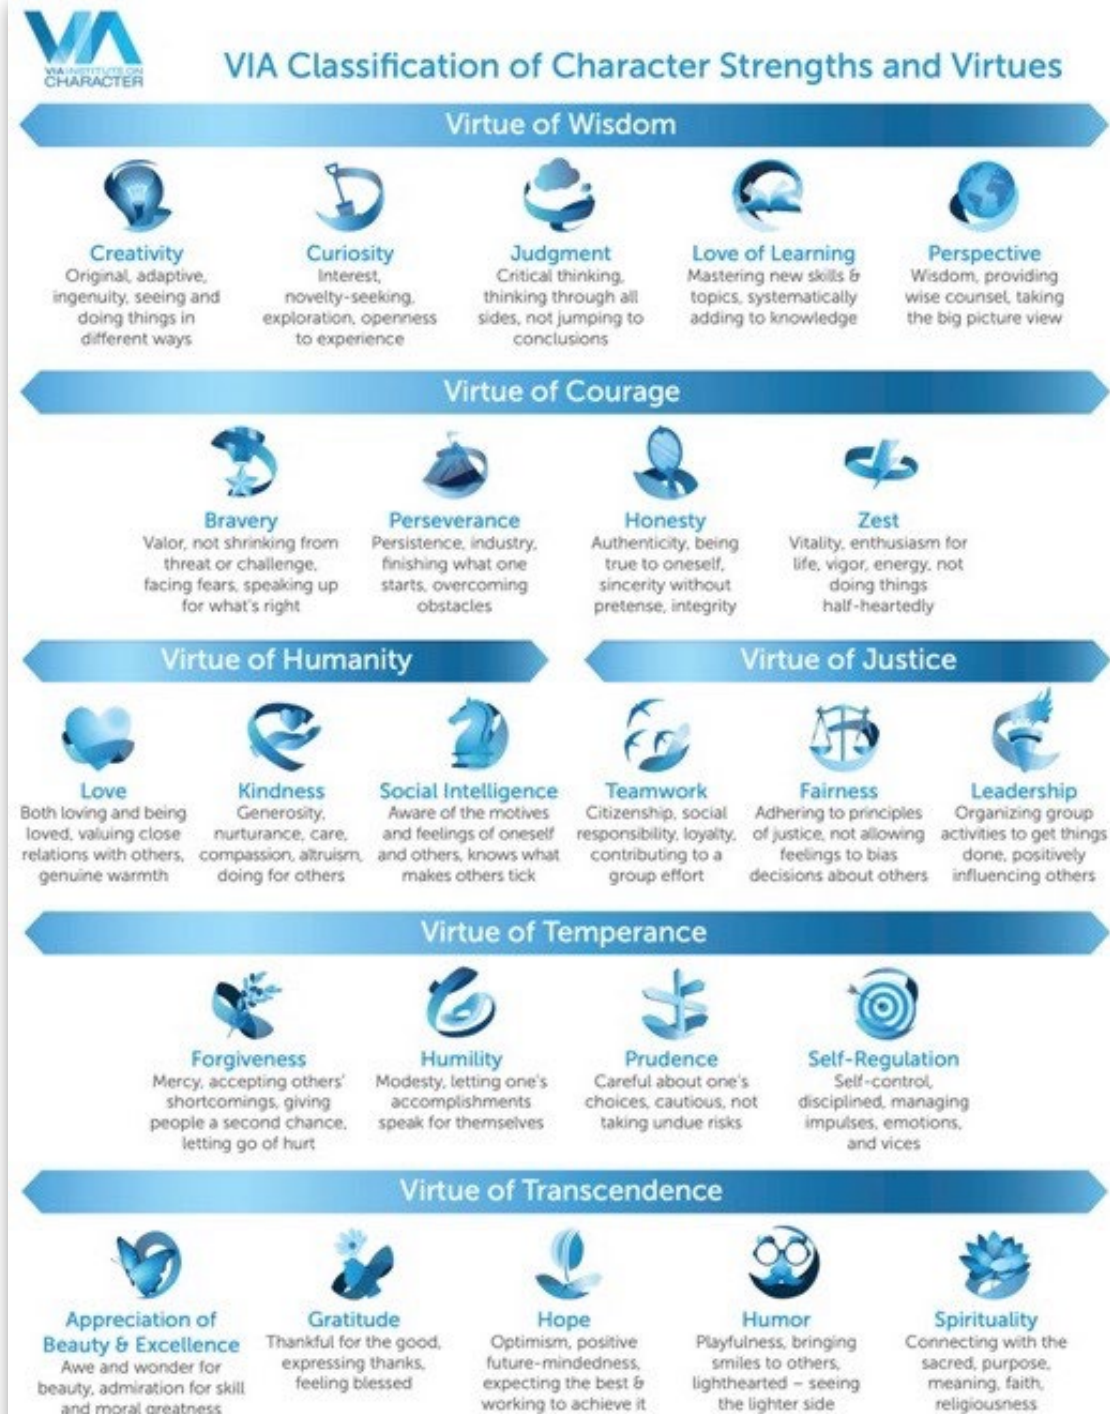 VIA
VIA INSTITUTE ON
CHARACTER
VIA Classification of Character Strengths and Virtues
Virtue of Wisdom
Creativity
Original, adaptive,
ingenuity, seeing and
doing things in
different ways
Curiosity
Interest,
novelty-seeking,
exploration, openness
to experience
Judgment
Critical thinking,
thinking through all
sides, not jumping to
conclusions
Love of Learning
Mastering new skills &
topics, systematically
adding to knowledge
Perspective
Wisdom, providing
wise counsel, taking
the big picture view
Virtue of Courage
Bravery
Valor, not shrinking from
threat or challenge,
facing fears, speaking up
for what's right
Perseverance
Persistence, industry,
finishing what one
starts, overcoming
obstacles
Honesty
Authenticity, being
true to oneself,
sincerity without
pretense, integrity
Zest
Vitality, enthusiasm for
life, vigor, energy, not
doing things
half-heartedly
Virtue of Humanity
Love
Both loving and being
loved, valuing close
relations with others,
genuine warmth
Kindness
Generosity,
nurturance, care,
compassion, altruism,
doing for others
Social Intelligence
Aware of the motives
and feelings of oneself
and others, knows what
makes others tick
Virtue of Justice
Teamwork
Citizenship, social
responsibility, loyalty,
contributing to a
group effort
Fairness
Adhering to principles
of justice, not allowing
feelings to bias
decisions about others
Leadership
Organizing group
activities to get things
done, positively
influencing others
Virtue of Temperance
Forgiveness
Mercy, accepting others'
shortcomings, giving
people a second chance,
letting go of hurt
Humility
Modesty, letting one's
accomplishments
speak for themselves
Prudence
Careful about one's
choices, cautious, not
taking undue risks
Self-Regulation
Self-control,
disciplined, managing
impulses, emotions,
and vices
Virtue of Transcendence
Appreciation of
Beauty & Excellence
Awe and wonder for
beauty, admiration for skill
and moral greatness
Gratitude
Thankful for the good,
expressing thanks,
feeling blessed
Hope
Optimism, positive
future-mindedness,
expecting the best &
working to achieve it
Humor
Playfulness, bringing
smiles to others,
lighthearted – seeing
the lighter side
Spirituality
Connecting with the
sacred, purpose,
meaning, faith,
religiousness